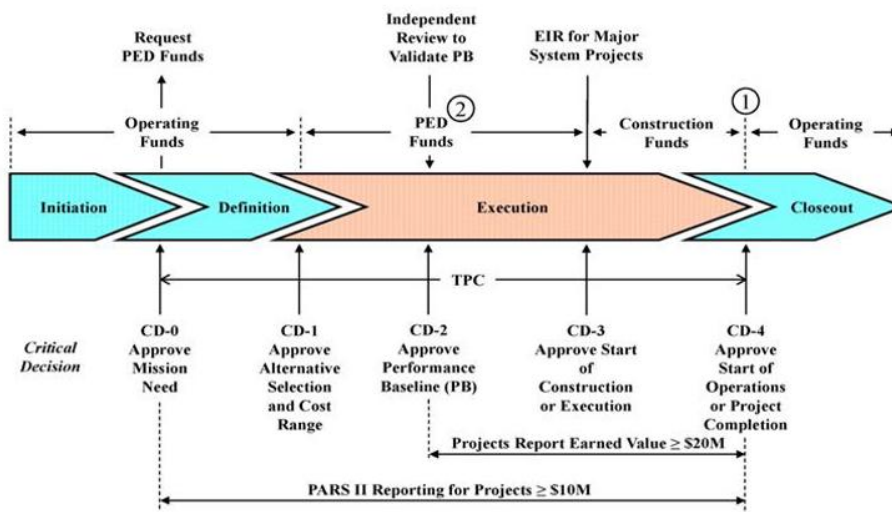 Request
PED Funds
Independent
Review to
Validate PB
EIR for Major
System Projects
Operating
Funds
PED
Funds
②
Construction
Funds
①
Operating
Funds
Initiation
Definition
Execution
Closeout
TPC
Critical
Decision
CD-0
Approve
Mission
Need
CD-1
Approve
Alternative
Selection
and Cost
Range
CD-2
Approve
Performance
Baseline (PB)
CD-3
Approve Start
of
Construction
or Execution
CD-4
Approve
Start of
Operations
or Project
Completion
Projects Report Earned Value ≥ $20M
PARS II Reporting for Projects ≥ $10M